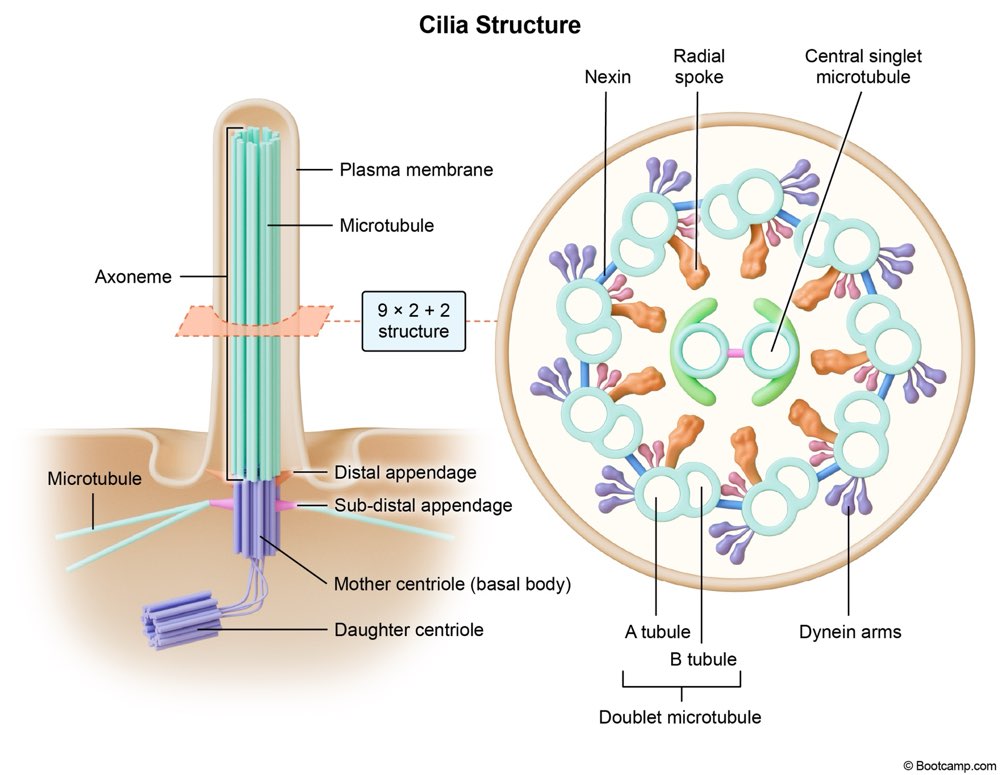 Cilia Structure
Plasma membrane
Microtubule
Axoneme
9 × 2 + 2
structure
Microtubule
Distal appendage
Sub-distal appendage
Mother centriole (basal body)
Daughter centriole
Nexin
Radial
spoke
Central singlet
microtubule
A tubule
B tubule
Doublet microtubule
Dynein arms
© Bootcamp.com